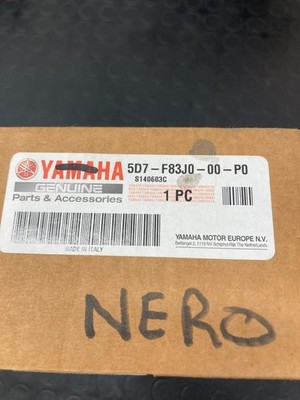 YAMAHA 5D7-F83J0-00-P0
S140603C
GENUINE
Parts & Accessories
1 PC
YAMAHA MOTOR EUROPE N.V.
MADE IN ITALY
NERO